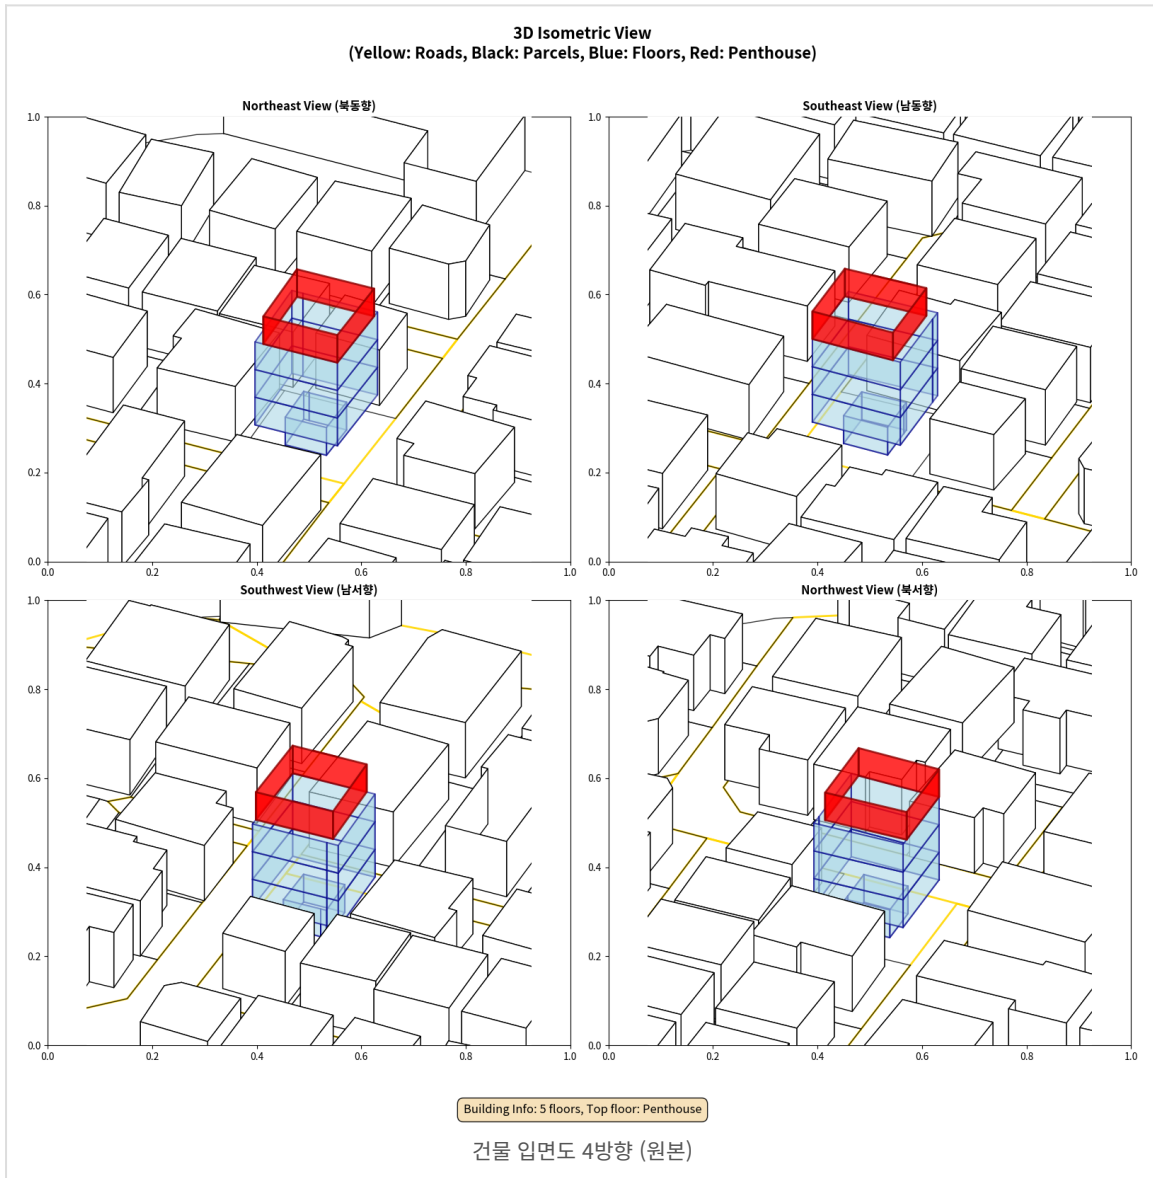 3D Isometric View
(Yellow: Roads, Black: Parcels, Blue: Floors, Red: Penthouse)
Northeast View (북동향)
1.0
0.8
0.6
0.4
0.2
0.0
0.0 0.2 0.4 0.6 0.8 1.0
Southeast View (남동향)
1.0
0.8
0.6
0.4
0.2
0.0
0.0 0.2 0.4 0.6 0.8 1.0
Southwest View (남서향)
1.0
0.8
0.6
0.4
0.2
0.0
0.0 0.2 0.4 0.6 0.8 1.0
Northwest View (북서향)
1.0
0.8
0.6
0.4
0.2
0.0
0.0 0.2 0.4 0.6 0.8 1.0
Building Info: 5 floors, Top floor: Penthouse
건물 입면도 4방향 (원본)